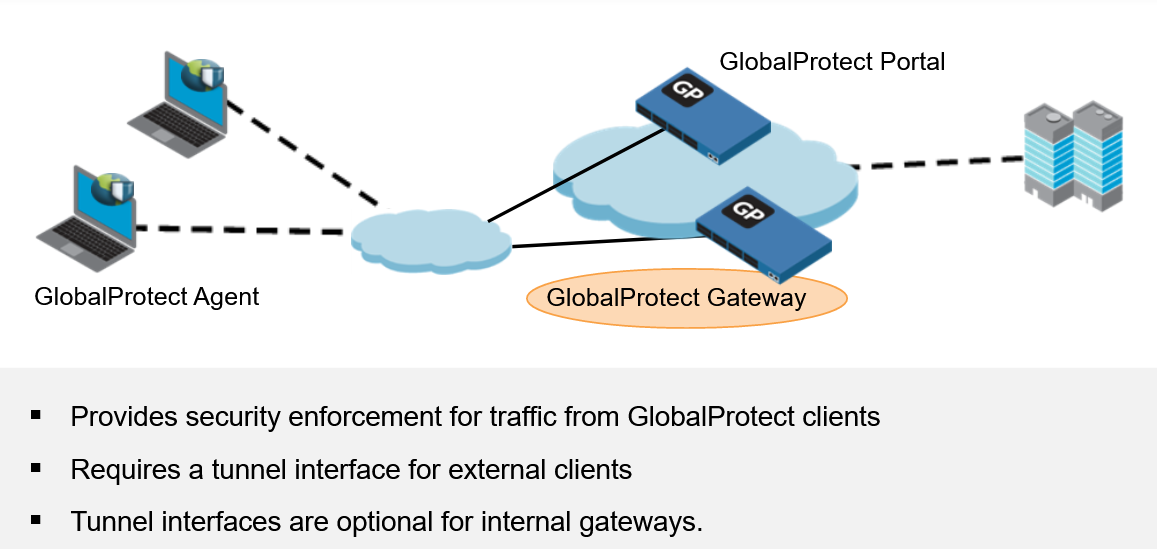 GlobalProtect Portal
GP
GP
GlobalProtect Agent
GlobalProtect Gateway
▪ Provides security enforcement for traffic from GlobalProtect clients
▪ Requires a tunnel interface for external clients
▪ Tunnel interfaces are optional for internal gateways.